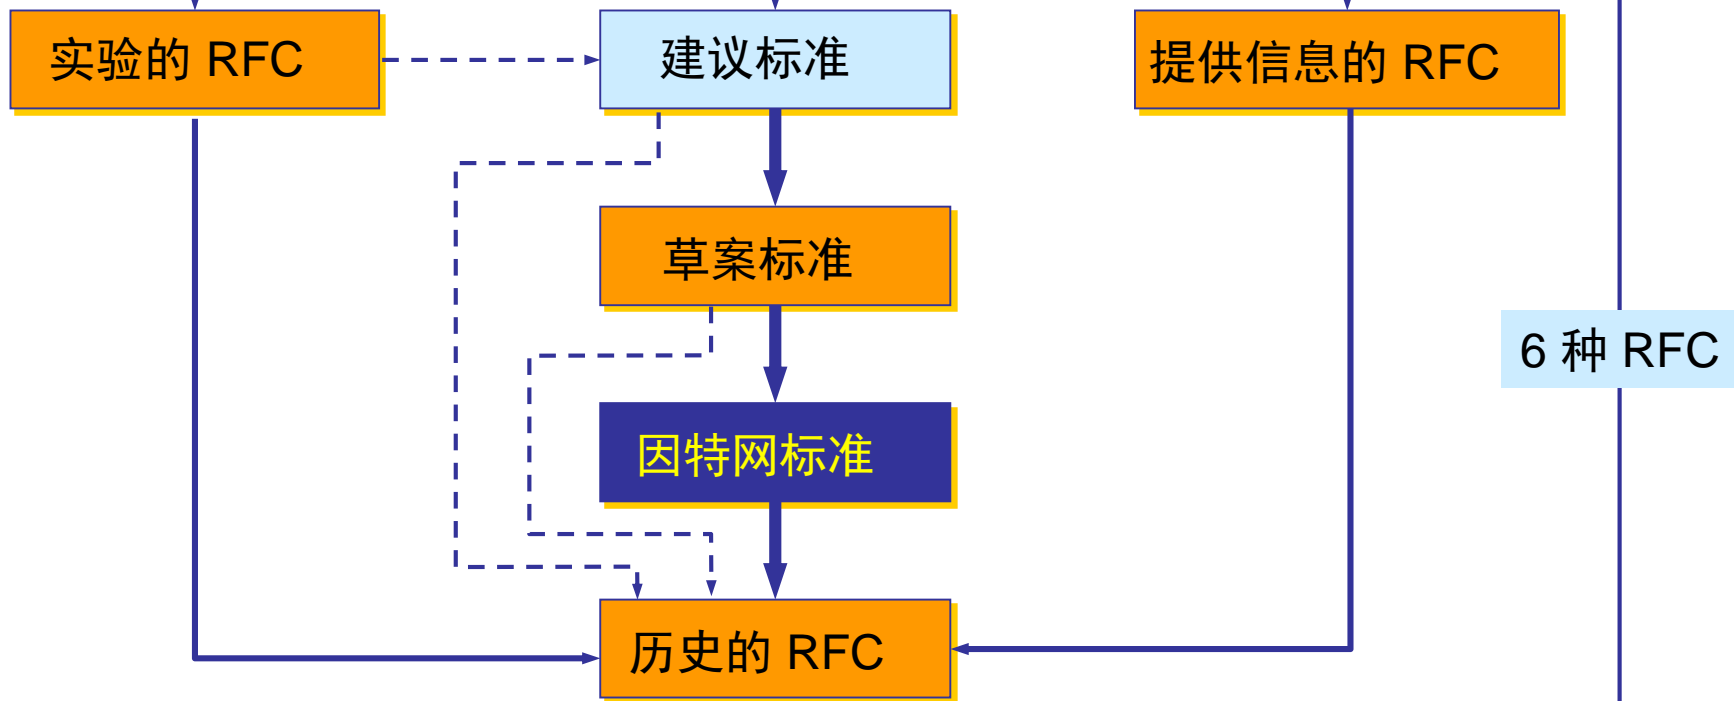 实验的 RFC
建议标准
提供信息的 RFC
草案标准
6 种 RFC
因特网标准
历史的 RFC